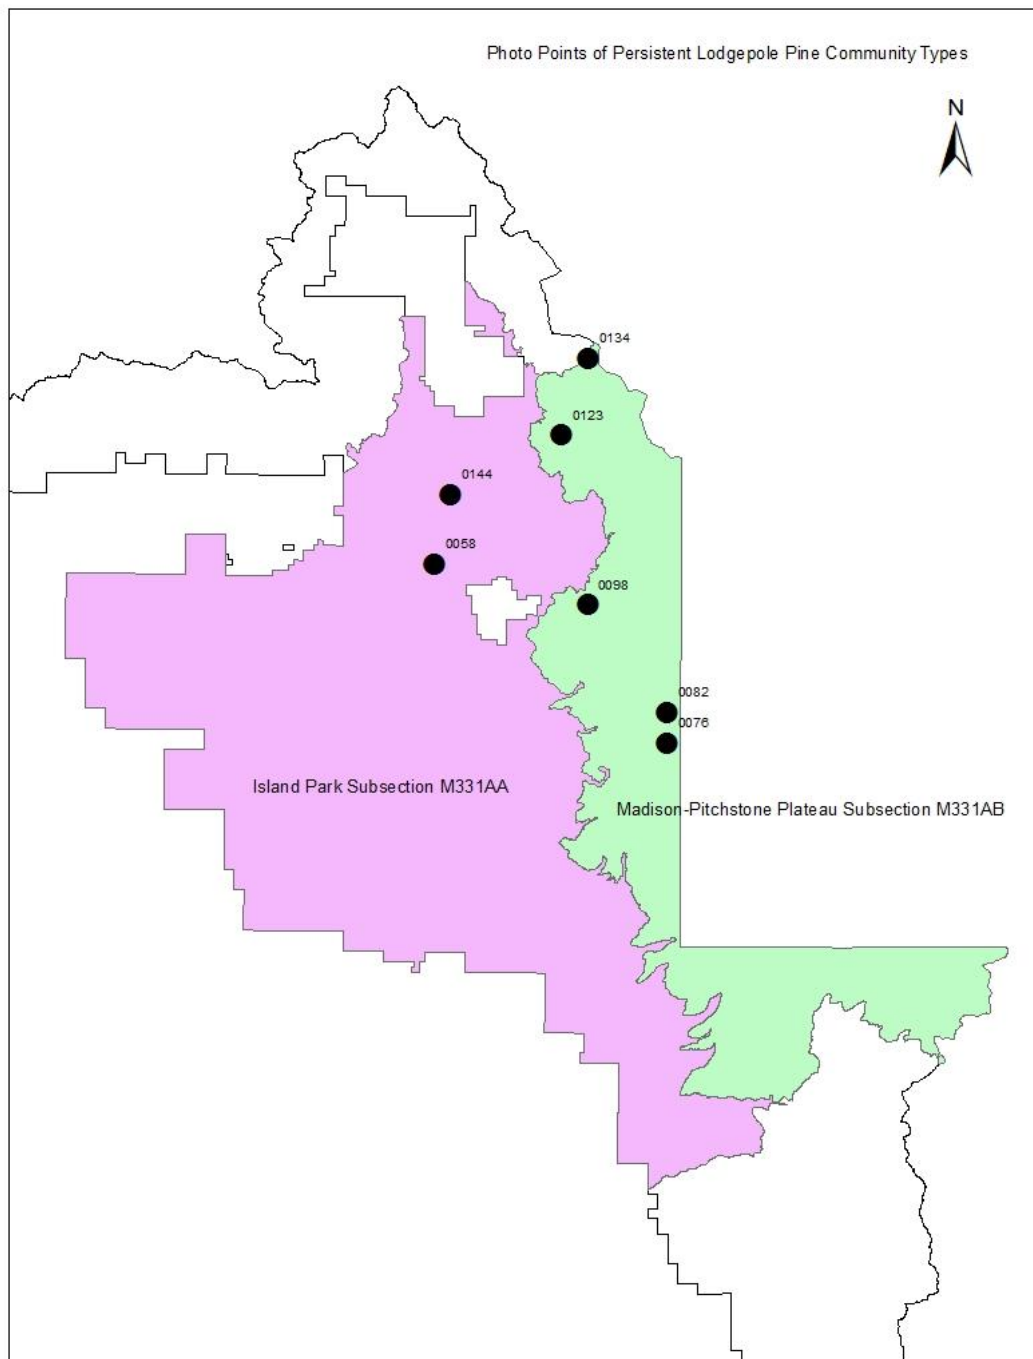 Photo Points of Persistent Lodgepole Pine Community Types
N
0134
0123
0144
0058
0098
0082
0076
Island Park Subsection M331AA
Madison-Pitchstone Plateau Subsection M331AB